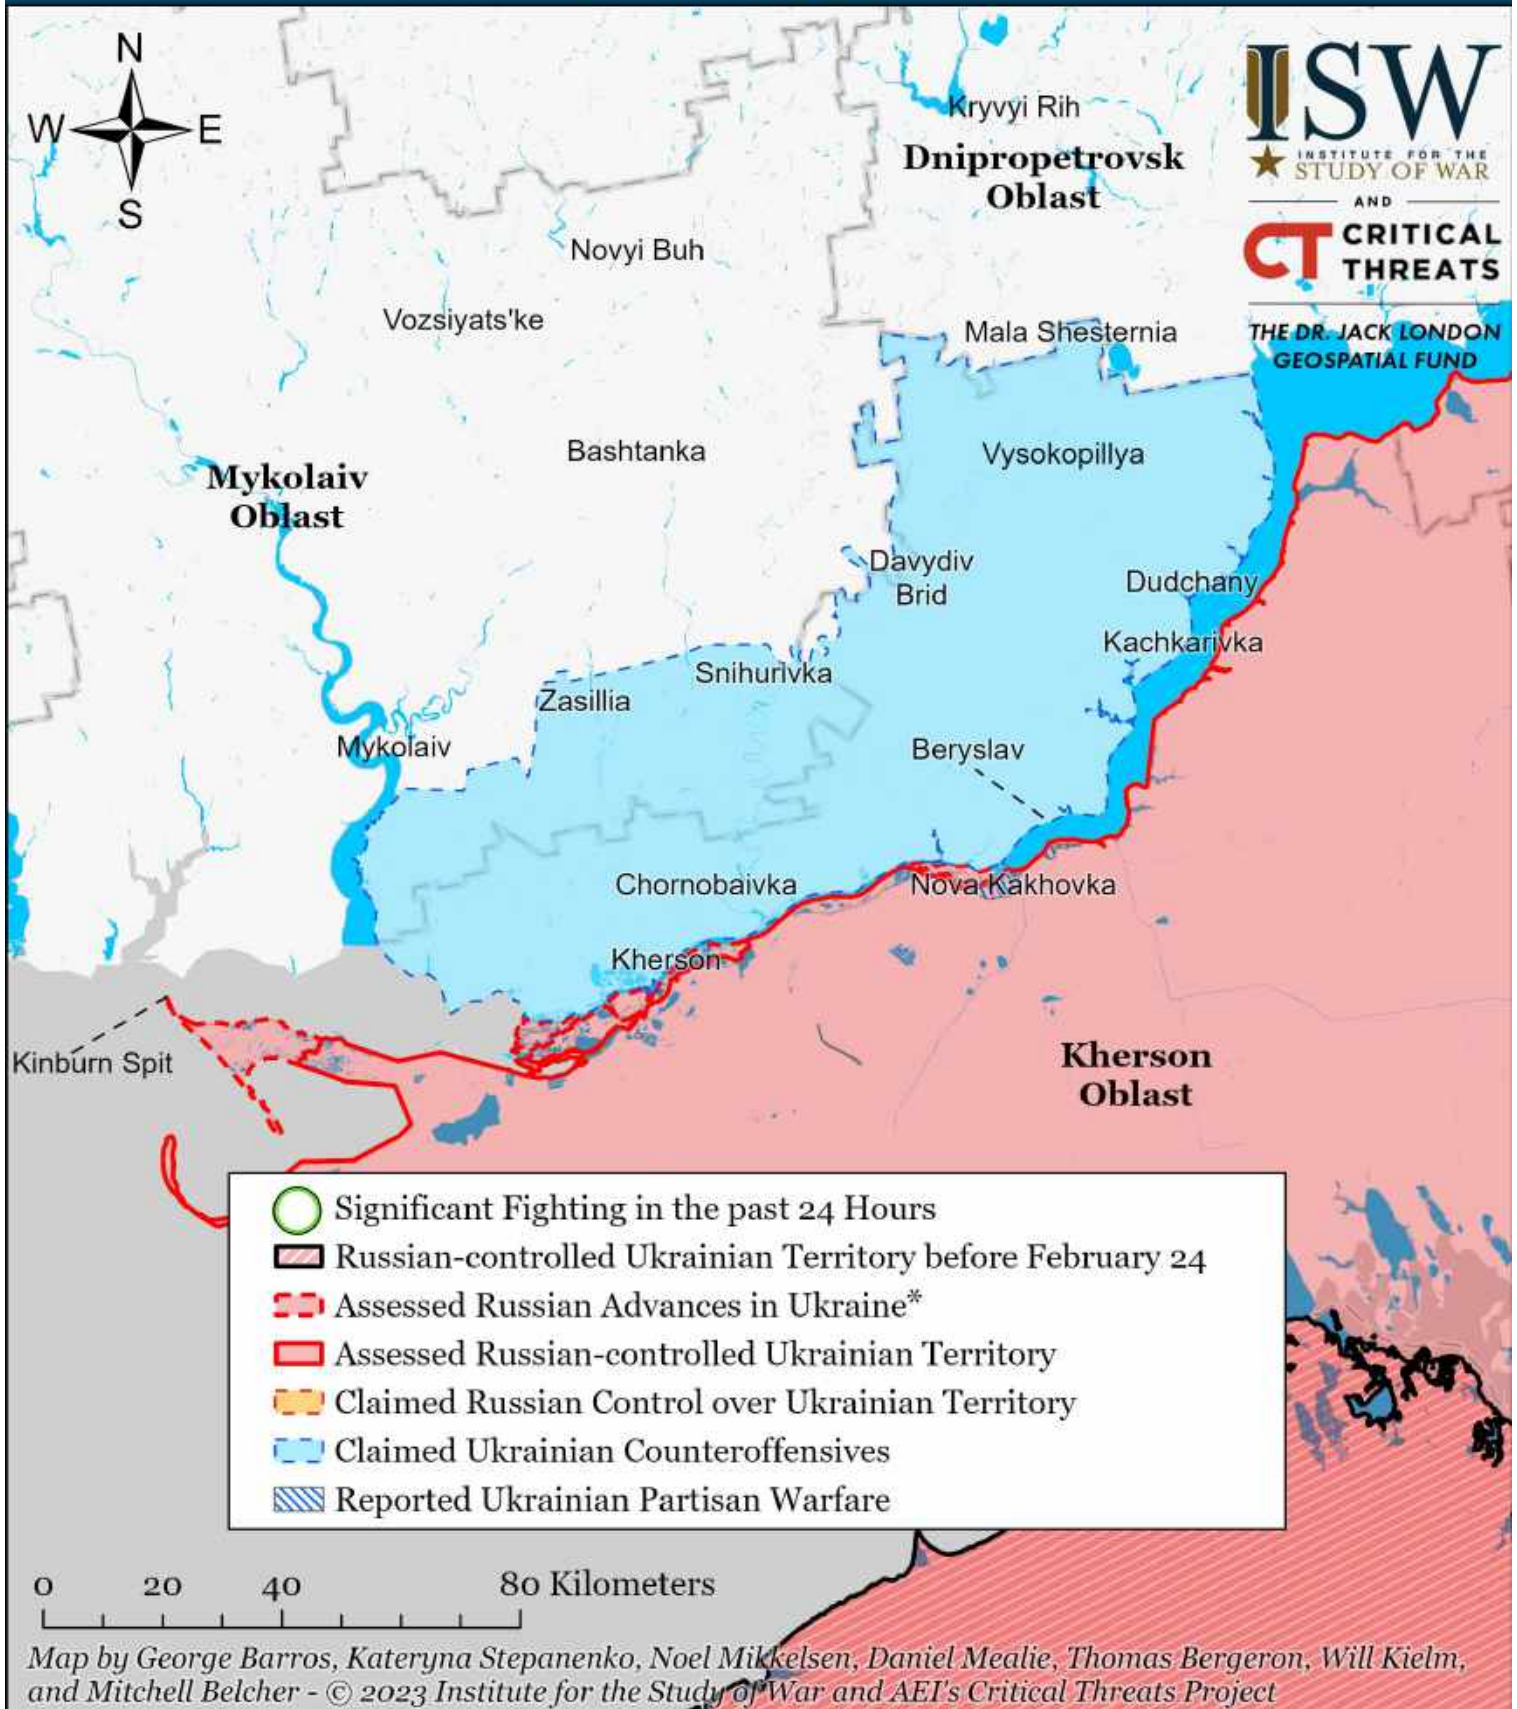 N
W
E
S
ISW
INSTITUTE FOR THE
STUDY OF WAR
AND
CT CRITICAL
THREATS
THE DR. JACK LONDON
GEOSPATIAL FUND
Kryvyi Rih
Dnipropetrovsk
Oblast
Novyi Buh
Vozsiyats'ke
Mala Shesternia
Bashtanka
Vysokopillya
Mykolaiv
Oblast
Davydiv
Brid
Dudchany
Kachkarivka
Snihurivka
Zasillia
Mykolaiv
Beryslav
Chornobaivka
Nova Kakhovka
Kherson
Kinburn Spit
Kherson
Oblast
Significant Fighting in the past 24 Hours
Russian-controlled Ukrainian Territory before February 24
Assessed Russian Advances in Ukraine*
Assessed Russian-controlled Ukrainian Territory
Claimed Russian Control over Ukrainian Territory
Claimed Ukrainian Counteroffensives
Reported Ukrainian Partisan Warfare
0 20 40 80 Kilometers
Map by George Barros, Kateryna Stepanenko, Noel Mikkelsen, Daniel Mealie, Thomas Bergeron, Will Kielm,
and Mitchell Belcher - © 2023 Institute for the Study of War and AEI's Critical Threats Project